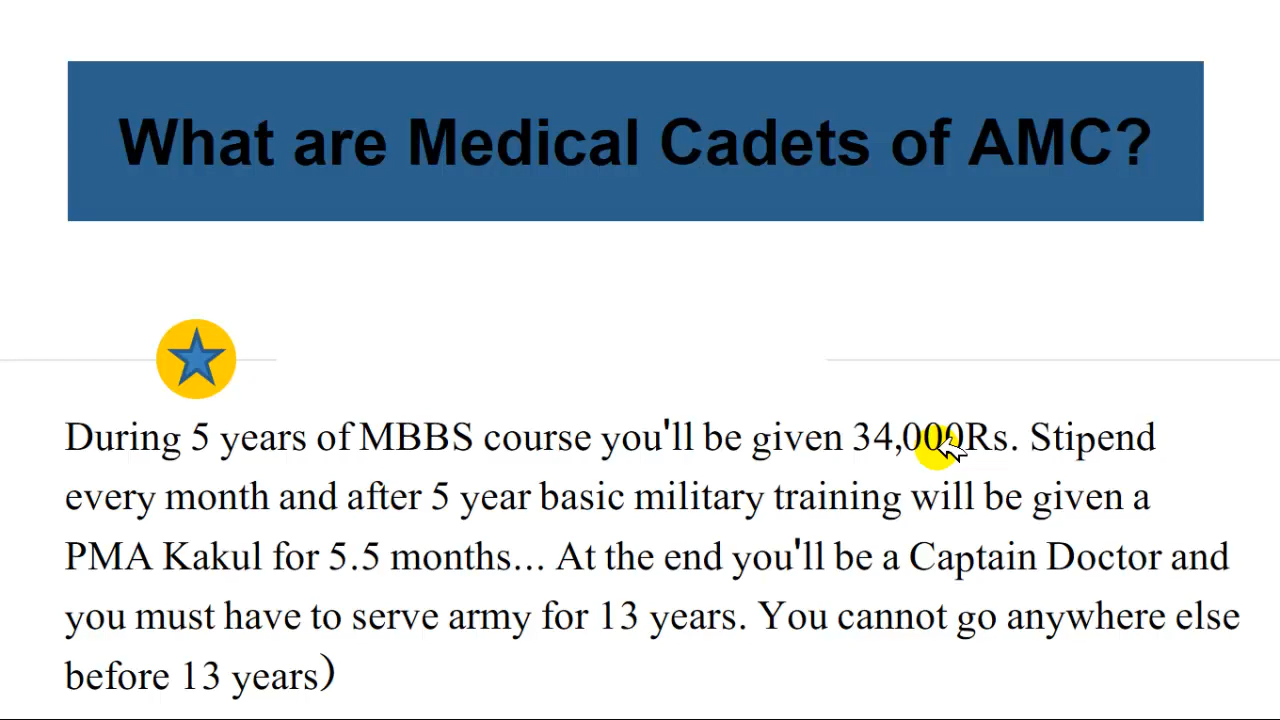 What are Medical Cadets of AMC?
During 5 years of MBBS course you'll be given 34,000Rs. Stipend
every month and after 5 year basic military training will be given a
PMA Kakul for 5.5 months... At the end you'll be a Captain Doctor and
you must have to serve army for 13 years. You cannot go anywhere else
before 13 years)